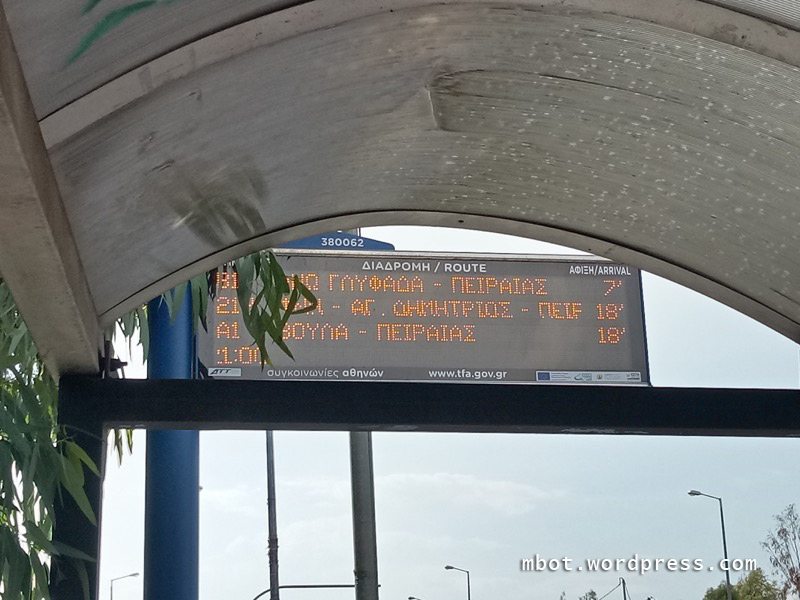 380062
ΔΙΑΔΡΟΜΗ / ROUTE ΑΦΙΞΗ/ARRIVAL
ΓΛΥΦΑΔΑ - ΠΕΙΡΑΙΑΣ 7'
- ΑΓ. ΔΗΜΗΤΡΙΟΣ - ΠΕΙΡ 18'
Α1 ΒΟΥΛΑ - ΠΕΙΡΑΙΑΣ 18'
συγκοινωνίες αθηνών www.tfa.gov.gr
mbot.wordpress.com